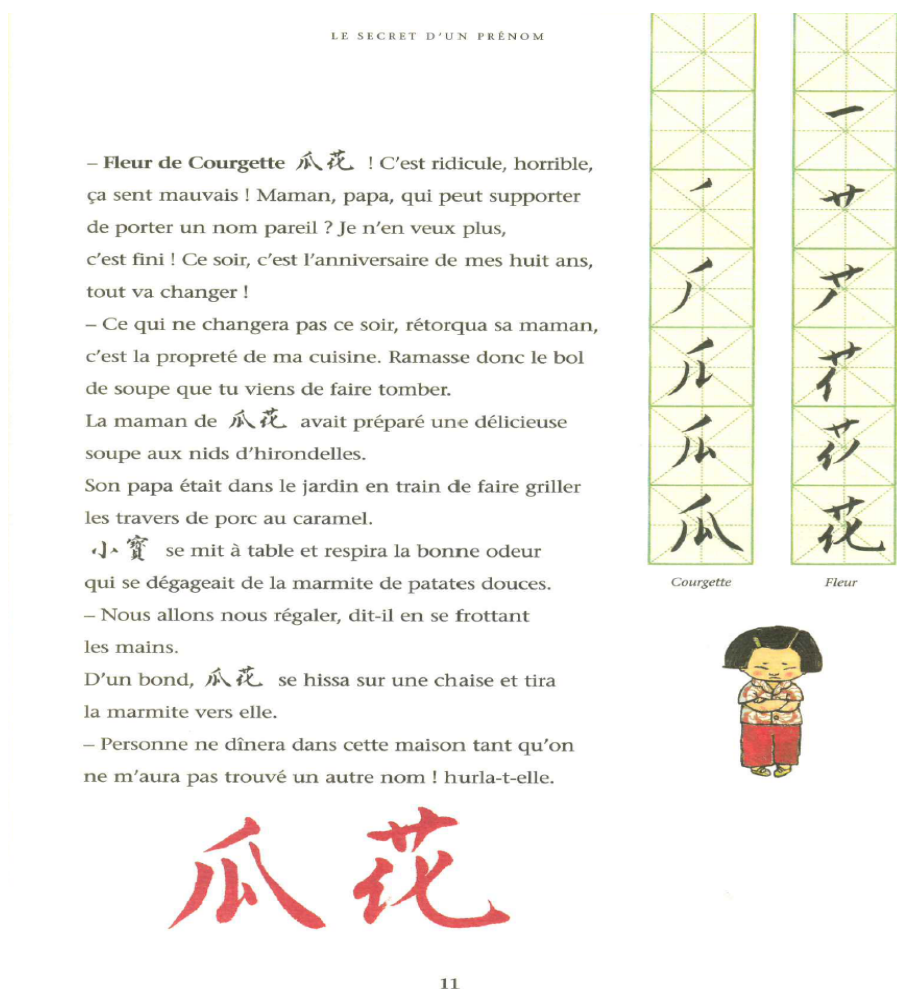 LE SECRET D'UN PRÉNOM
– Fleur de Courgette 瓜花 ! C'est ridicule, horrible,
ça sent mauvais ! Maman, papa, qui peut supporter
de porter un nom pareil ? Je n'en veux plus,
c'est fini ! Ce soir, c'est l'anniversaire de mes huit ans,
tout va changer !
– Ce qui ne changera pas ce soir, rétorqua sa maman,
c'est la propreté de ma cuisine. Ramasse donc le bol
de soupe que tu viens de faire tomber.
La maman de 瓜花 avait préparé une délicieuse
soupe aux nids d'hirondelles.
Son papa était dans le jardin en train de faire griller
les travers de porc au caramel.
小寶 se mit à table et respira la bonne odeur
qui se dégageait de la marmite de patates douces.
– Nous allons nous régaler, dit-il en se frottant
les mains.
D'un bond, 瓜花 se hissa sur une chaise et tira
la marmite vers elle.
– Personne ne dînera dans cette maison tant qu'on
ne m'aura pas trouvé un autre nom ! hurla-t-elle.
瓜花
瓜
花
Courgette
Fleur
11